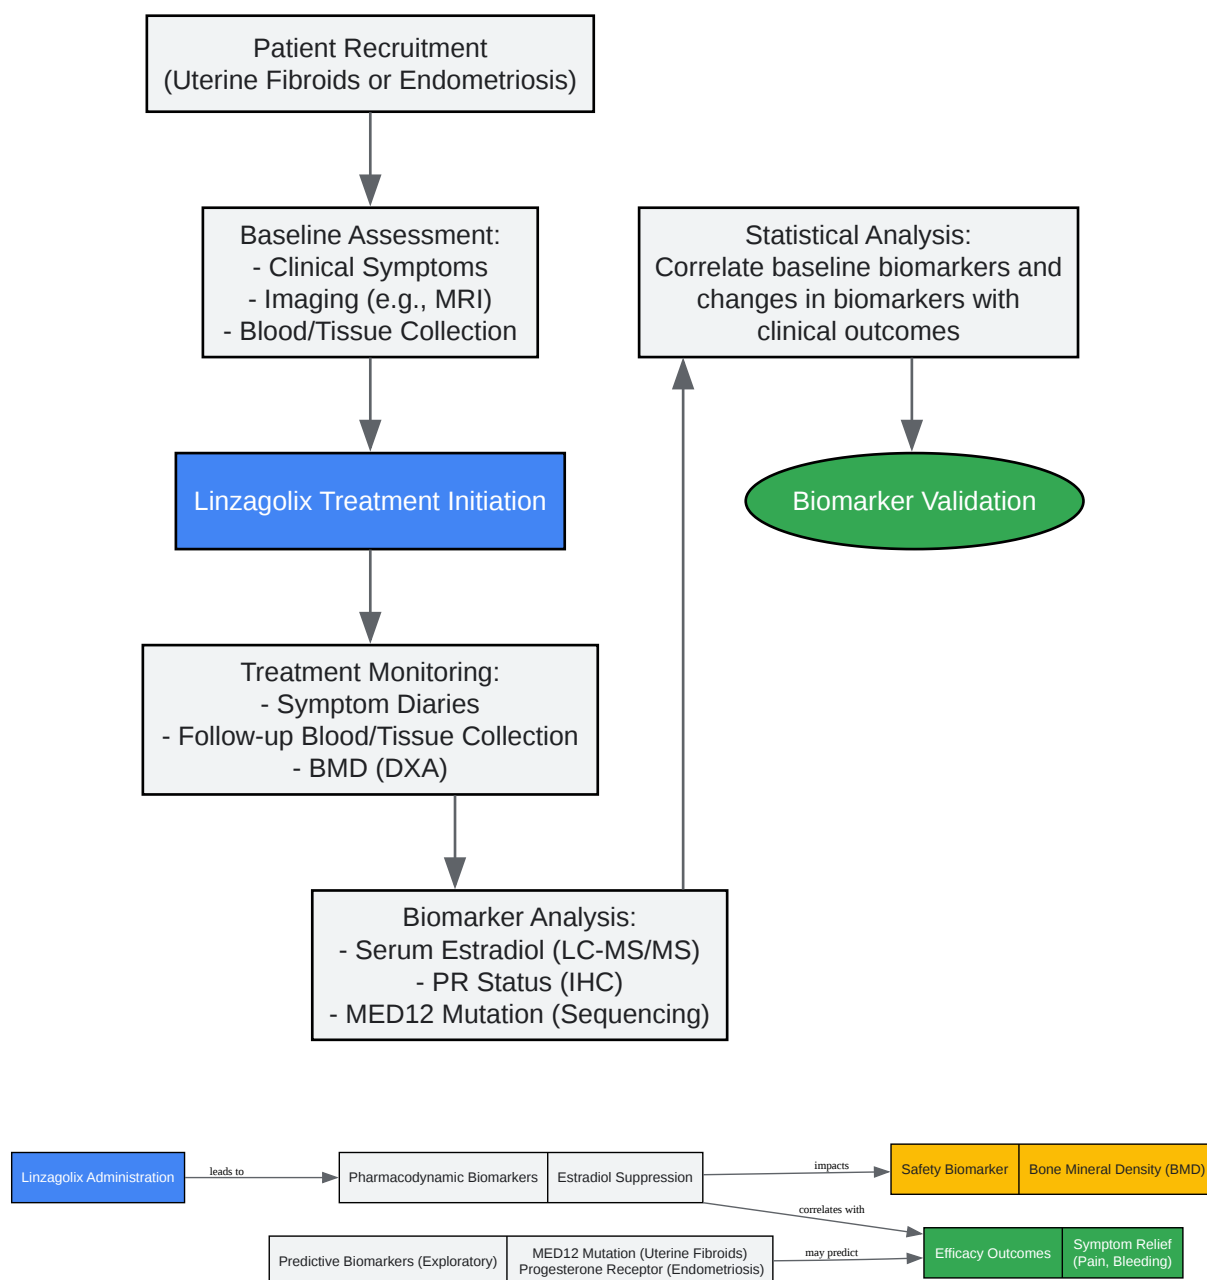 Patient Recruitment
(Uterine Fibroids or Endometriosis)
Baseline Assessment:
- Clinical Symptoms
- Imaging (e.g., MRI)
- Blood/Tissue Collection
Linzagolix Treatment Initiation
Treatment Monitoring:
- Symptom Diaries
- Follow-up Blood/Tissue Collection
- BMD (DXA)
Biomarker Analysis:
- Serum Estradiol (LC-MS/MS)
- PR Status (IHC)
- MED12 Mutation (Sequencing)
Statistical Analysis:
Correlate baseline biomarkers and
changes in biomarkers with
clinical outcomes
Biomarker Validation
Linzagolix Administration
leads to
Pharmacodynamic Biomarkers
Estradiol Suppression
impacts
Safety Biomarker
Bone Mineral Density (BMD)
correlates with
Predictive Biomarkers (Exploratory)
MED12 Mutation (Uterine Fibroids)
Progesterone Receptor (Endometriosis)
may predict
Efficacy Outcomes
Symptom Relief
(Pain, Bleeding)